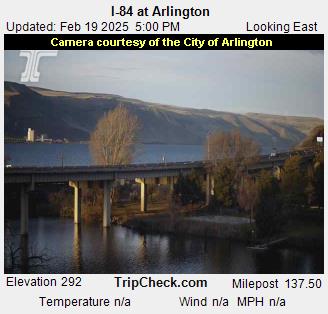 I-84 at Arlington
Updated: Feb 19 2025 5:00 PM Looking East
Camera courtesy of the City of Arlington
Elevation 292 TripCheck.com Milepost 137.50
Temperature n/a Wind n/a MPH n/a